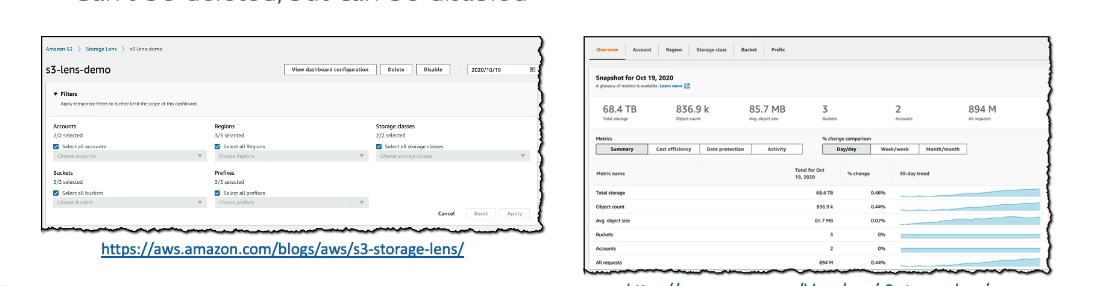 Can't be deleted, but can be disabled
Amazon S3 > Storage Lens > s3-lens-demo
s3-lens-demo
View dashboard configuration Delete Disable 2020/10/19
▼ Filters
Apply temporary filters to further limit the scope of this dashboard
Accounts Regions Storage classes
2/2 selected 3/3 selected 2/2 selected
Select all accounts Select all Regions Select all storage classes
Choose accounts Choose Regions Choose storage classes
Buckets Prefixes
3/3 selected 3/3 selected
Select all buckets Select all prefixes
Choose buckets Choose prefixes
Cancel Reset Apply
https://aws.amazon.com/blogs/aws/s3-storage-lens/
Overview Account Region Storage class Bucket Prefix
Snapshot for Oct 19, 2020
A glossary of metrics is available. Learn more
68.4 TB 836.9 k 85.7 MB 3 2 894 M
Total storage Object count Avg. object size Buckets Accounts All requests
Metrics % change comparison
Summary Cost efficiency Data protection Activity Day/day Week/week Month/month
Metric name Total for Oct 19, 2020 % change 30-day trend
Total storage 68.4 TB 0.46%
Object count 836.9 k 0.44%
Avg. object size 85.7 MB 0.02%
Buckets 3 0%
Accounts 2 0%
All requests 894 M 0.44%